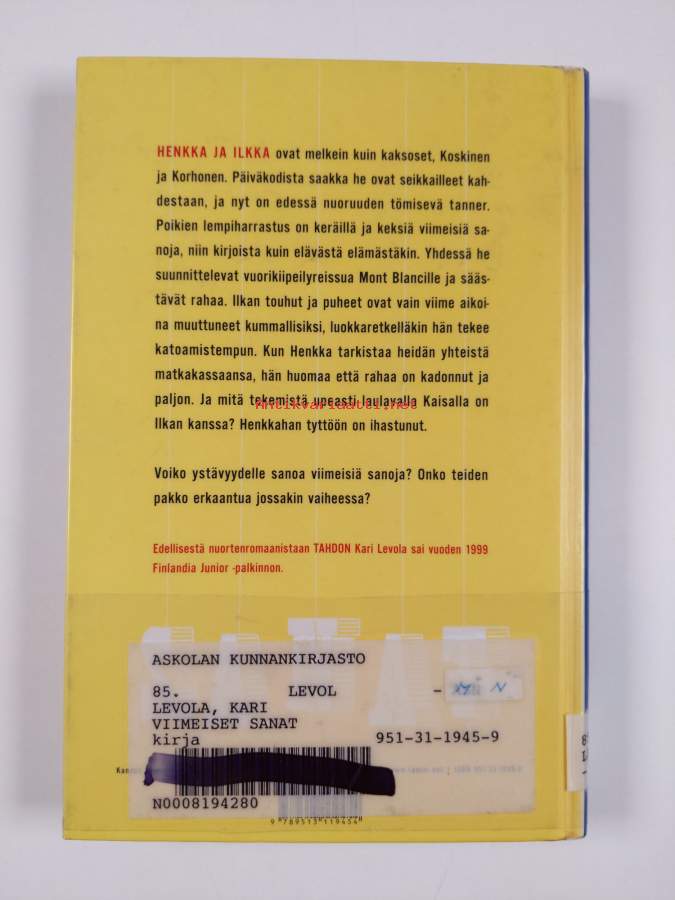 HENKKA JA ILKKA ovat melkein kuin kaksoset, Koskinen
ja Korhonen. Päiväkodista saakka he ovat seikkailleet kah-
destaan, ja nyt on edessä nuoruuden tömisevä tanner.
Poikien lempiharrastus on keräillä ja keksiä viimeisiä sa-
noja, niin kirjoista kuin elävästä elämästäkin. Yhdessä he
suunnittelevat vuorikiipeilyreissua Mont Blancille ja sääs-
tävät rahaa. Ilkan touhut ja puheet ovat vain viime aikoi-
na muuttuneet kummallisiksi, luokkaretkelläkin hän tekee
katoamistempun. Kun Henkka tarkistaa heidän yhteistä
matkakassaansa, hän huomaa että rahaa on kadonnut ja
paljon. Ja mitä tekemistä upeasti laulavalla Kaisalla on
Antikvariaatti.net
Ilkan kanssa? Henkkahan tyttöön on ihastunut.
Voiko ystävyydelle sanoa viimeisiä sanoja? Onko teiden
pakko erkaantua jossakin vaiheessa?
Edellisestä nuortenromaanistaan TAHDON Kari Levola sai vuoden 1999
Finlandia Junior -palkinnon.
ASKOLAN KUNNANKIRJASTO
85. LEVOL -
LEVOLA, KARI
VIIMEISET SANAT
kirja 951-31-1945-9
N0008194280
9 789513 119454